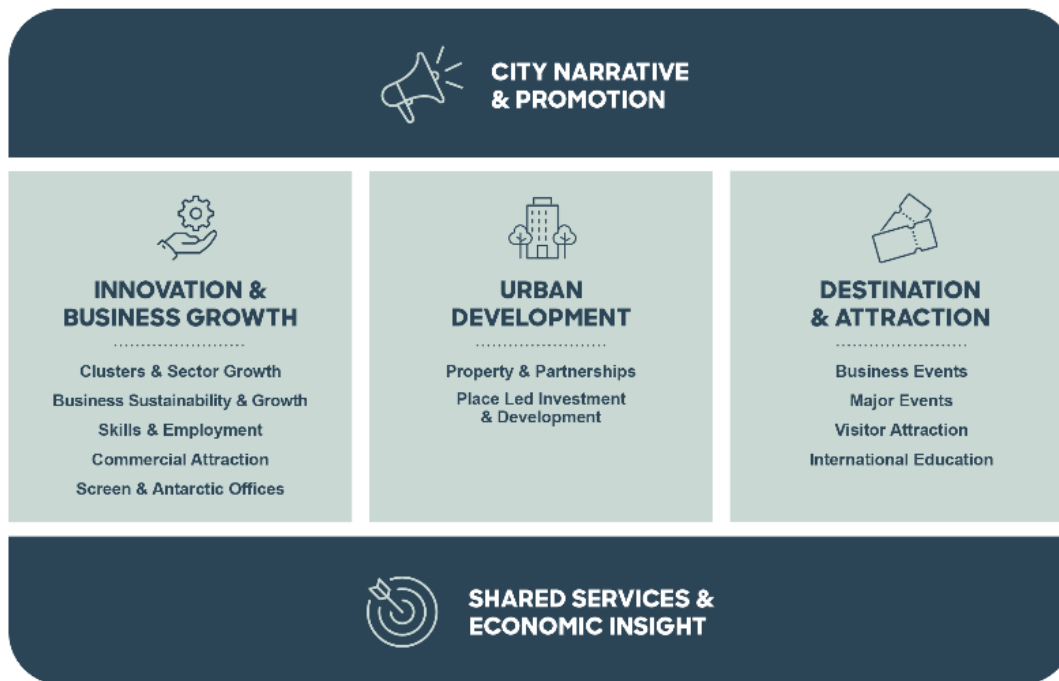 CITY NARRATIVE
& PROMOTION
INNOVATION &
BUSINESS GROWTH
Clusters & Sector Growth
Business Sustainability & Growth
Skills & Employment
Commercial Attraction
Screen & Antarctic Offices
URBAN
DEVELOPMENT
Property & Partnerships
Place Led Investment
& Development
DESTINATION
& ATTRACTION
Business Events
Major Events
Visitor Attraction
International Education
SHARED SERVICES &
ECONOMIC INSIGHT